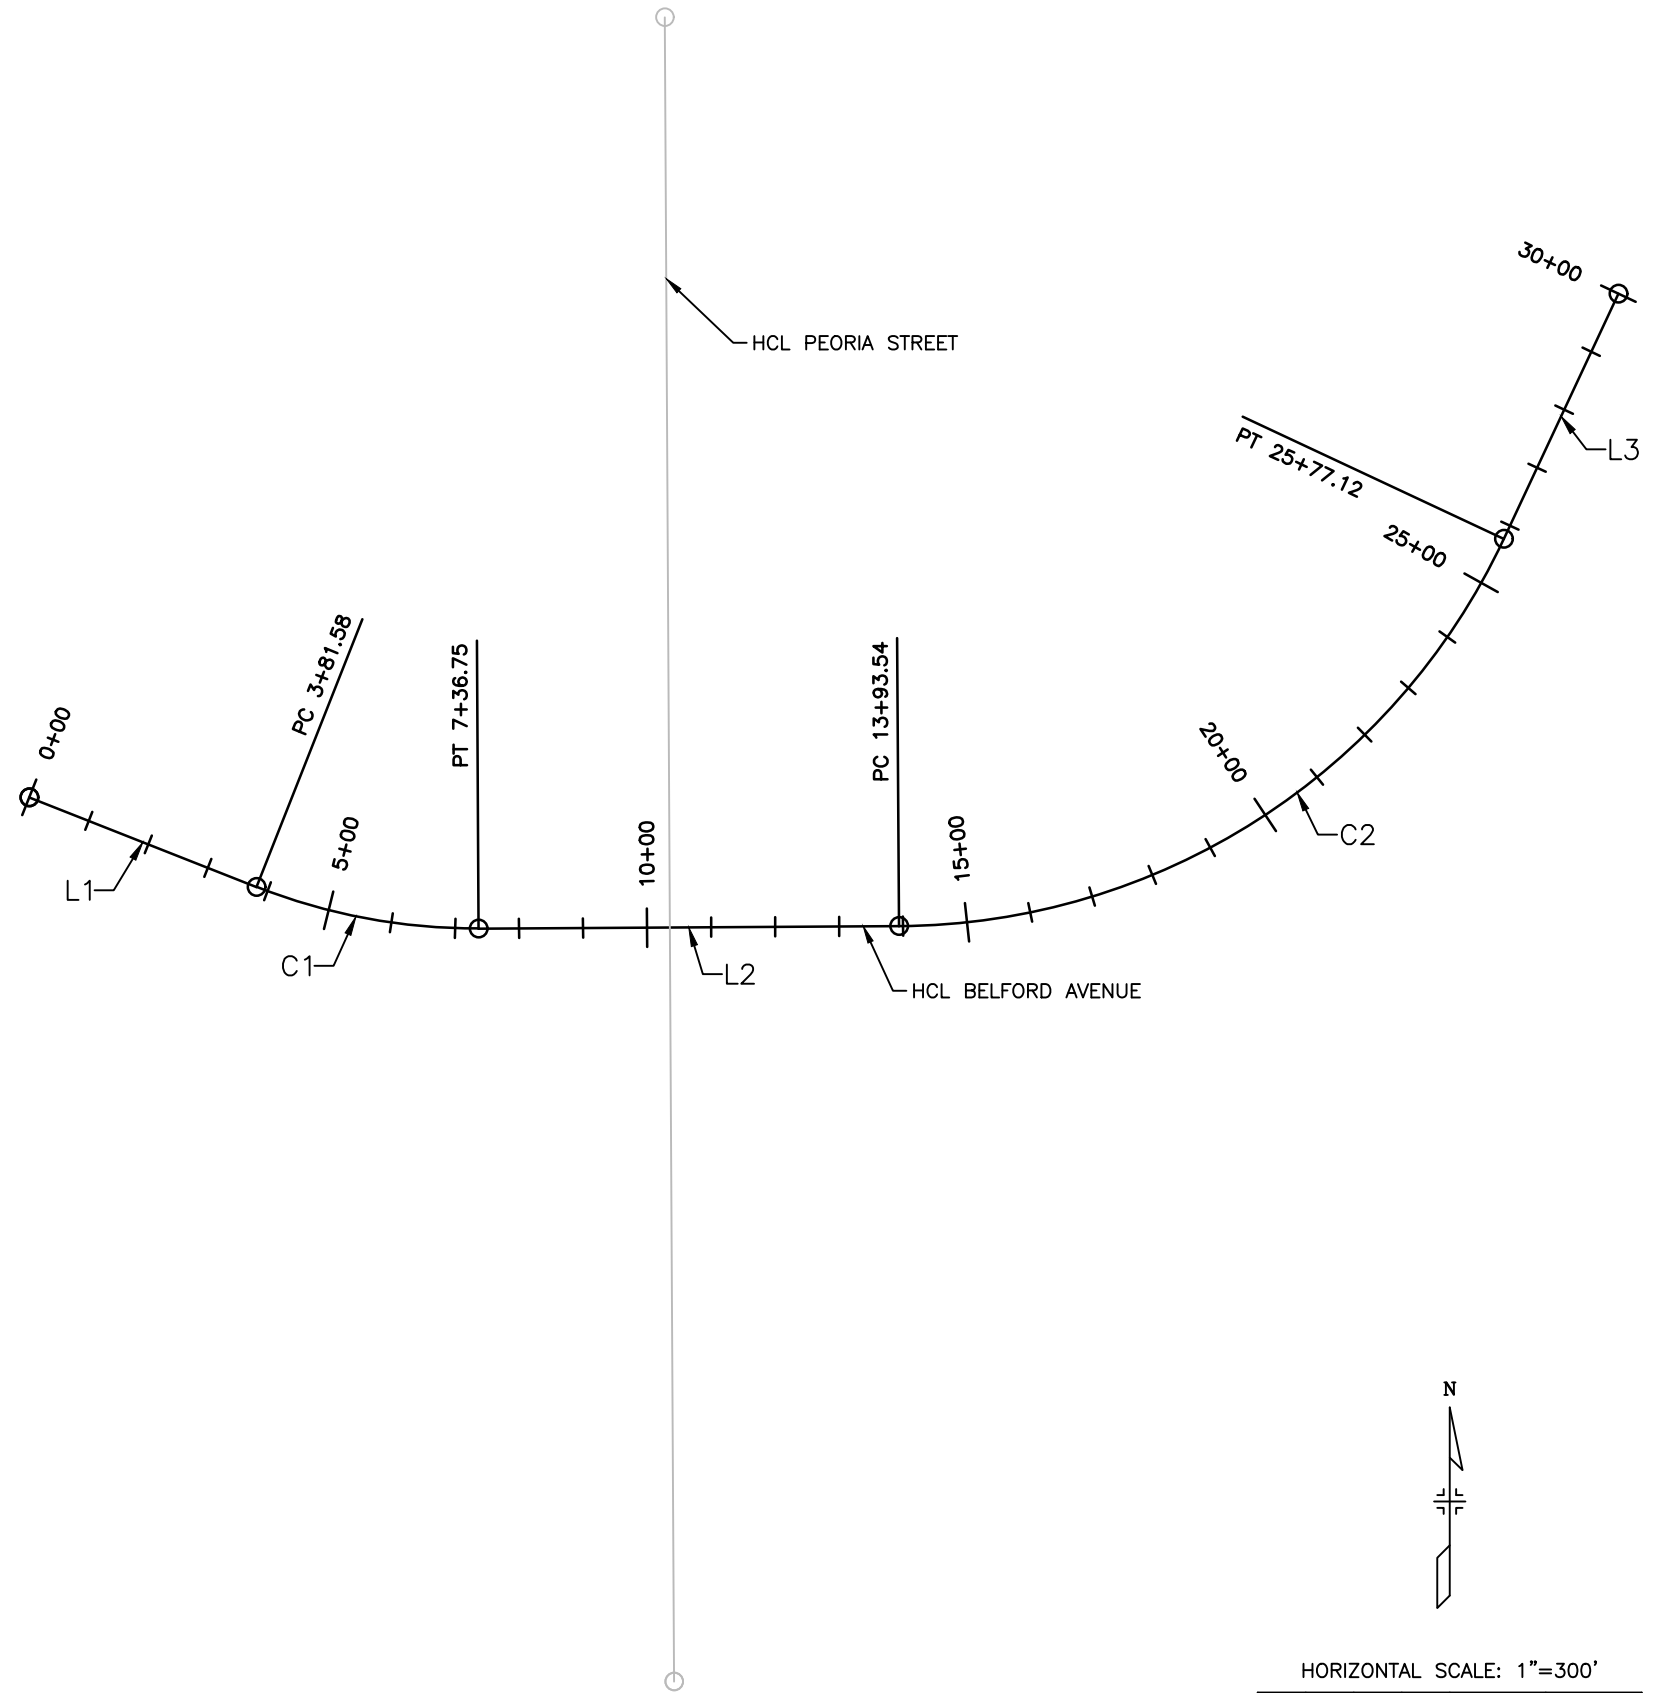 30+00
HCL PEORIA STREET
L3
PT 25+77.12
25+00
PC 3+81.58
PT 7+36.75
PC 13+93.54
0+00
20+00
5+00
10+00
15+00
C2
L1
C1
L2
HCL BELFORD AVENUE
N
HORIZONTAL SCALE: 1"=300'